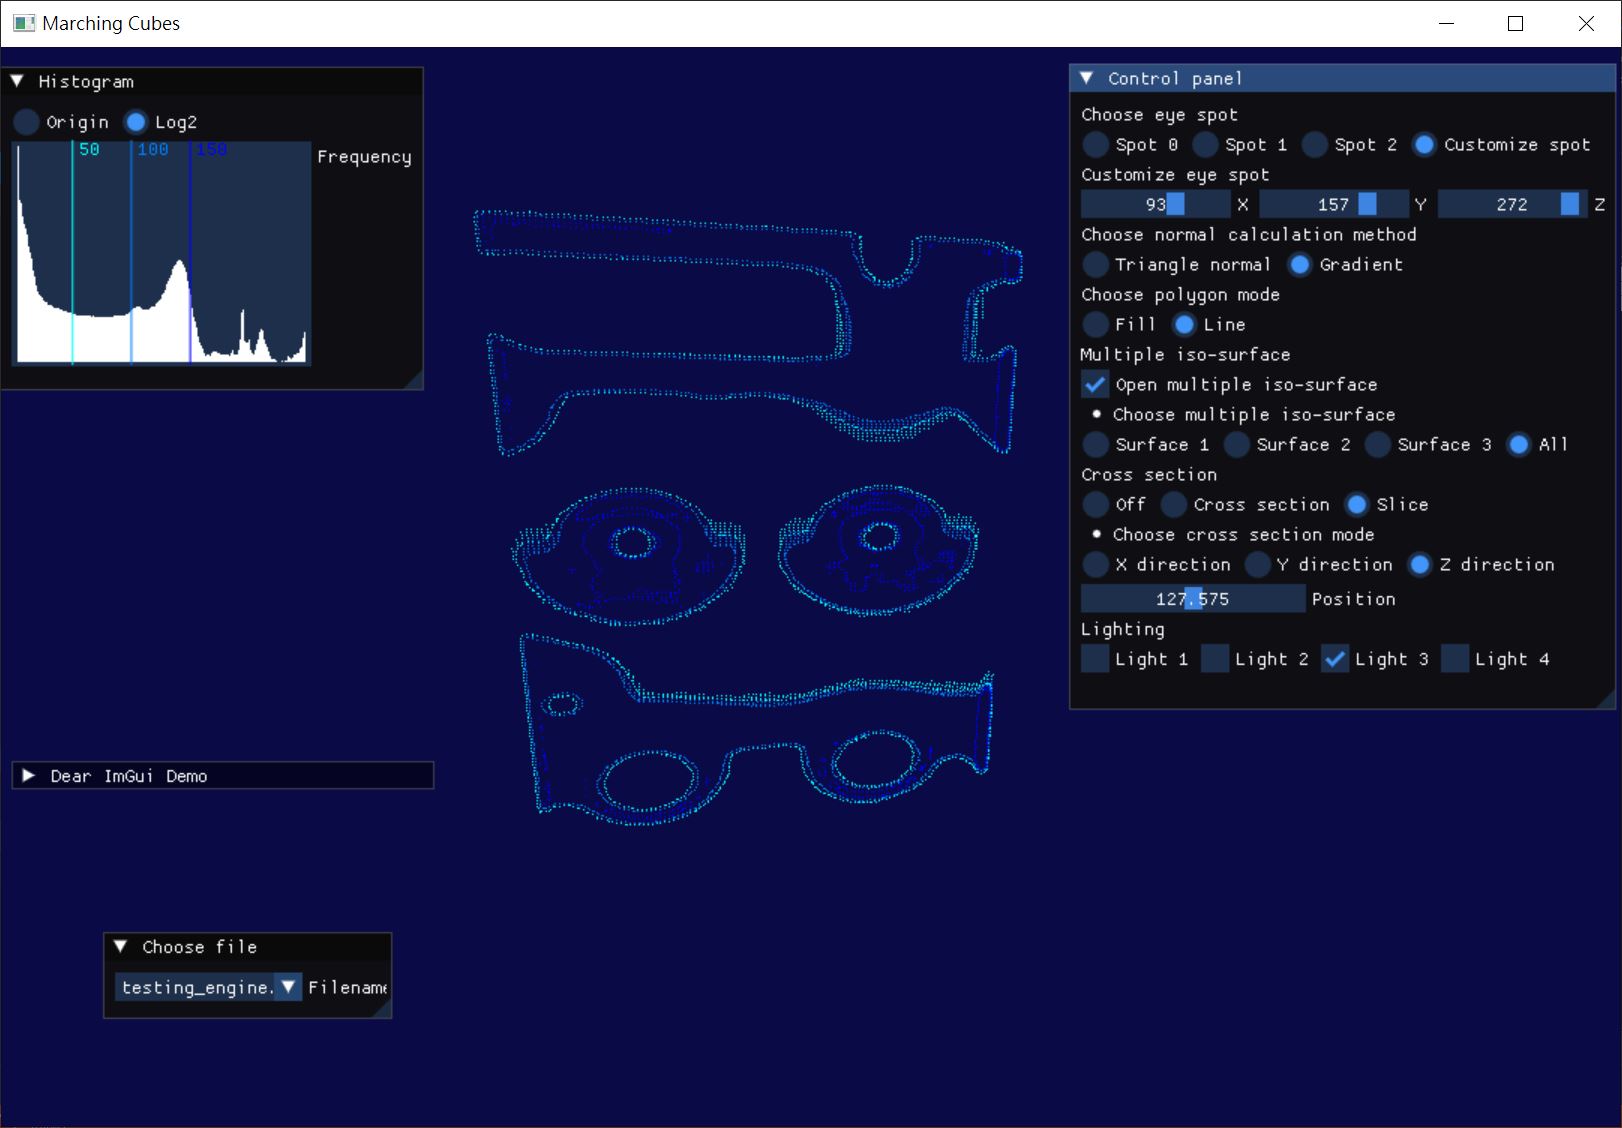 Marching Cubes
Histogram
Origin Log2
50 100 150
Frequency
Control panel
Choose eye spot
Spot 0 Spot 1 Spot 2 Customize spot
Customize eye spot
93 X 157 Y 272 Z
Choose normal calculation method
Triangle normal Gradient
Choose polygon mode
Fill Line
Multiple iso-surface
Open multiple iso-surface
Choose multiple iso-surface
Surface 1 Surface 2 Surface 3 All
Cross section
Off Cross section Slice
Choose cross section mode
X direction Y direction Z direction
127.575 Position
Lighting
Light 1 Light 2 Light 3 Light 4
Dear ImGui Demo
Choose file
testing_engine. Filename